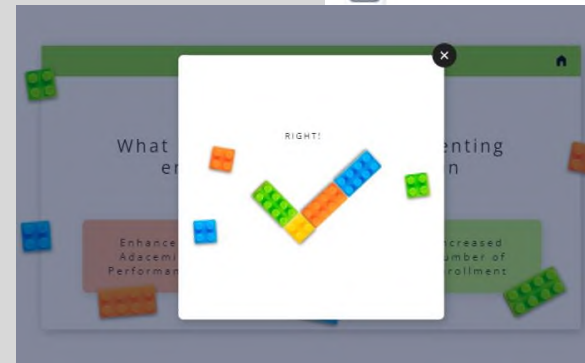 RIGHT!
What
enting
er
n
Enhance
Adacemi
Performan
ncreased
umber of
rollment